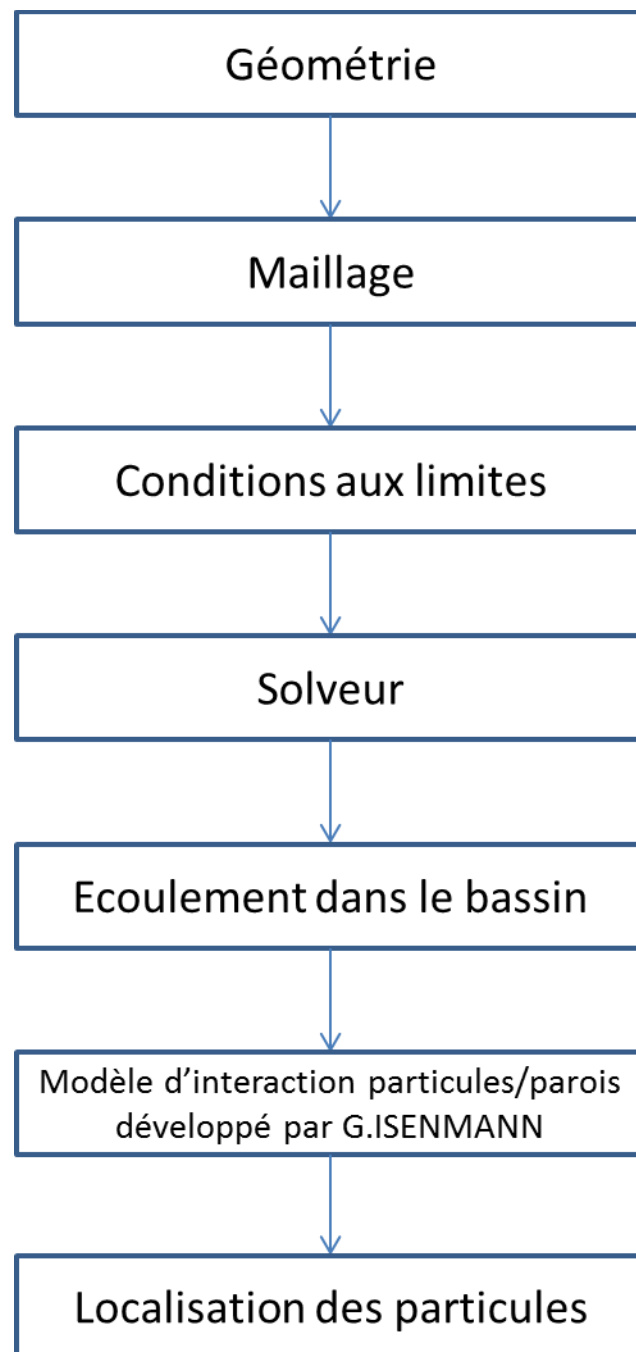 Géométrie
Maillage
Conditions aux limites
Solveur
Ecoulement dans le bassin
Modèle d’interaction particules/parois
développé par G.ISENMANN
Localisation des particules